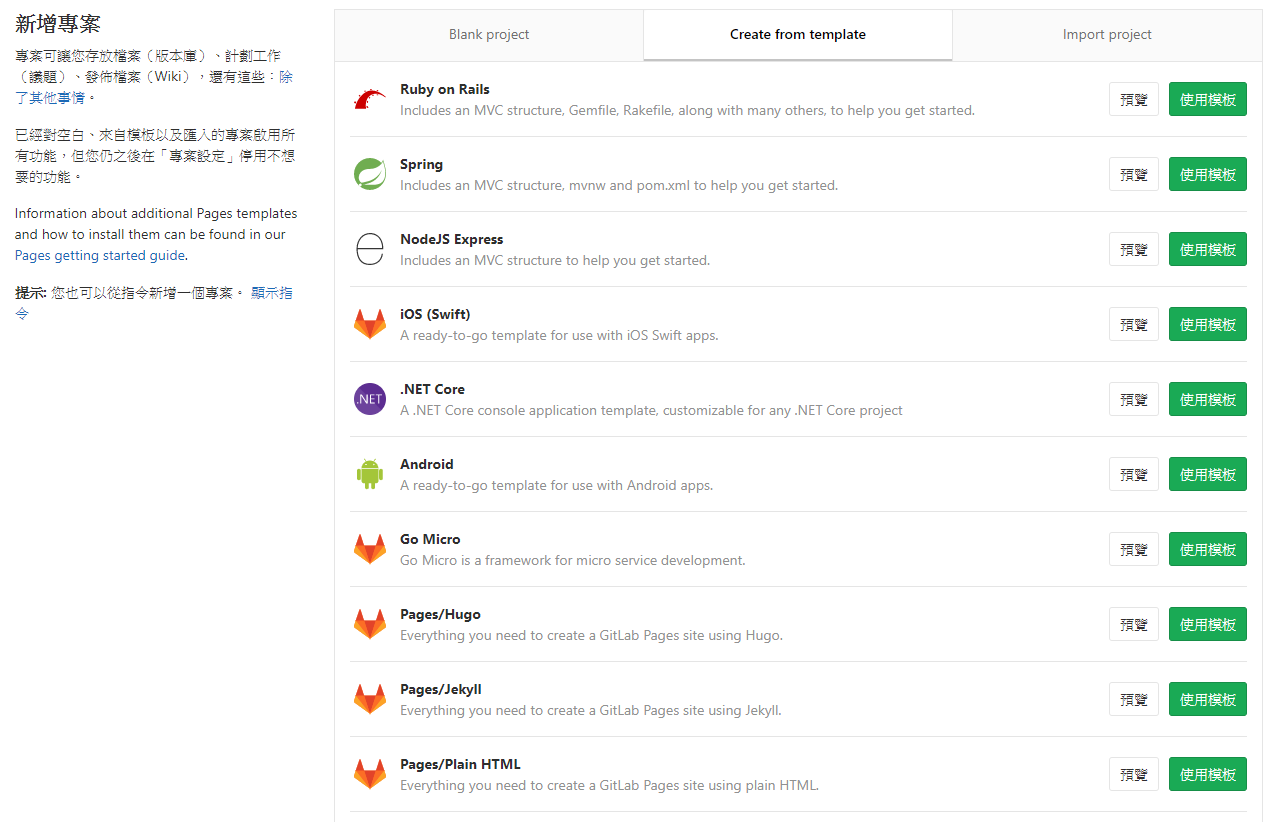 新增專案
專案可讓您存放檔案（版本庫）、計劃工作
（議題）、發佈檔案（Wiki），還有這些：除
了其他事情。
已經對空白、來自模板以及匯入的專案啟用所
有功能，但您仍之後在「專案設定」停用不想
要的功能。
Information about additional Pages templates
and how to install them can be found in our
Pages getting started guide.
提示: 您也可以從指令新增一個專案。 顯示指
令
Blank project
Create from template
Import project
Ruby on Rails
Includes an MVC structure, Gemfile, Rakefile, along with many others, to help you get started.
預覽
使用模板
Spring
Includes an MVC structure, mvnw and pom.xml to help you get started.
預覽
使用模板
NodeJS Express
Includes an MVC structure to help you get started.
預覽
使用模板
iOS (Swift)
A ready-to-go template for use with iOS Swift apps.
預覽
使用模板
.NET
.NET Core
A .NET Core console application template, customizable for any .NET Core project
預覽
使用模板
Android
A ready-to-go template for use with Android apps.
預覽
使用模板
Go Micro
Go Micro is a framework for micro service development.
預覽
使用模板
Pages/Hugo
Everything you need to create a GitLab Pages site using Hugo.
預覽
使用模板
Pages/Jekyll
Everything you need to create a GitLab Pages site using Jekyll.
預覽
使用模板
Pages/Plain HTML
Everything you need to create a GitLab Pages site using plain HTML.
預覽
使用模板